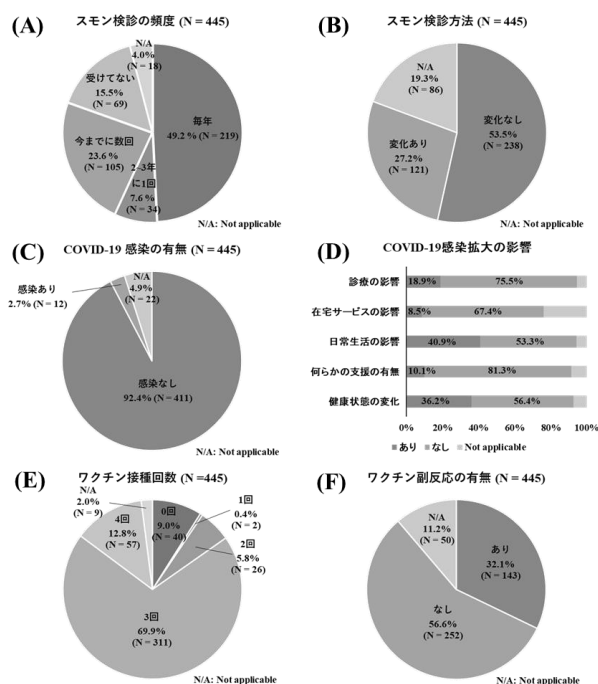 (A)
スモン検診の頻度 (N = 445)
N/A
4.0%
(N = 18)
受けてない
15.5%
(N = 69)
毎年
49.2 % (N = 219)
今までに数回
23.6 %
(N = 105)
2~3年
に1回
7.6 %
(N = 34)
N/A: Not applicable
(B)
スモン検診方法 (N = 445)
N/A
19.3%
(N = 86)
変化なし
53.5%
(N = 238)
変化あり
27.2%
(N = 121)
N/A: Not applicable
(C)
COVID-19 感染の有無 (N = 445)
N/A
4.9%
(N = 22)
感染あり
2.7% (N = 12)
感染なし
92.4% (N = 411)
N/A: Not applicable
(D)
COVID-19感染拡大の影響
診療の影響
18.9%
75.5%
在宅サービスの影響
8.5%
67.4%
日常生活の影響
40.9%
53.3%
何らかの支援の有無
10.1%
81.3%
健康状態の変化
36.2%
56.4%
0%
20%
40%
60%
80%
100%
あり
なし
Not applicable
(E)
ワクチン接種回数 (N =445)
N/A
2.0%
(N = 9)
0回
9.0%
(N = 40)
1回
0.4%
(N = 2)
4回
12.8%
(N = 57)
2回
5.8%
(N = 26)
3回
69.9%
(N = 311)
N/A: Not applicable
(F)
ワクチン副反応の有無 (N = 445)
N/A
11.2%
(N = 50)
あり
32.1%
(N = 143)
なし
56.6%
(N = 252)
N/A: Not applicable